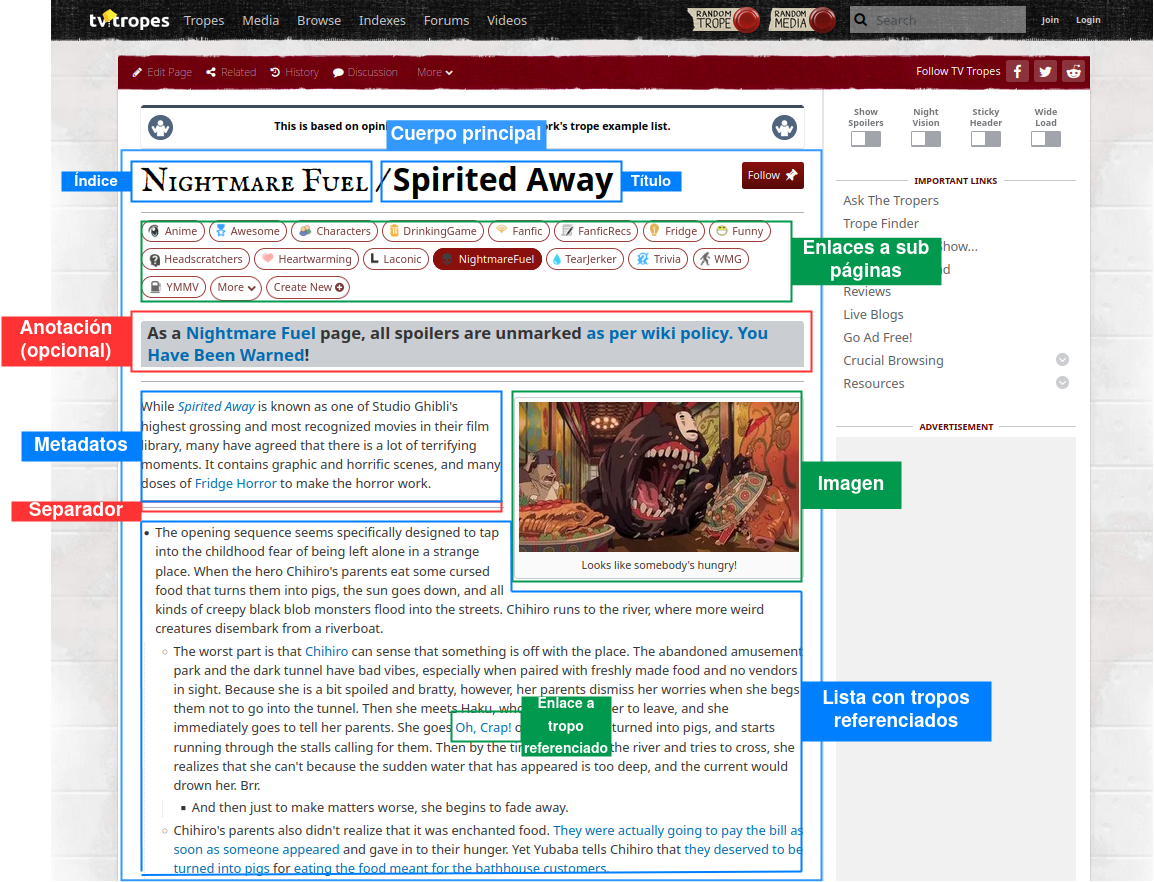 tvtropes Tropes Media Browse Indexes Forums Videos RANDOM TROPE RANDOM MEDIA Search Join Login
Edit Page Related History Discussion More Follow TV Tropes
This is based on opin rk's trope example list.
Cuerpo principal
Show Spoilers Night Vision Sticky Header Wide Load
Índice
NIGHTMARE FUEL /Spirited Away
Título
Follow
IMPORTANT LINKS
Ask The Tropers
Trope Finder
how...
d
Reviews
Live Blogs
Go Ad Free!
Crucial Browsing
Resources
ADVERTISEMENT
Anime Awesome Characters DrinkingGame Fanfic FanficRecs Fridge Funny
Headscratchers Heartwarming Laconic NightmareFuel TearJerker Trivia WMG
YMMV More Create New
Enlaces a sub
páginas
Anotación
(opcional)
As a Nightmare Fuel page, all spoilers are unmarked as per wiki policy. You
Have Been Warned!
Metadatos
While Spirited Away is known as one of Studio Ghibli's
highest grossing and most recognized movies in their film
library, many have agreed that there is a lot of terrifying
moments. It contains graphic and horrific scenes, and many
doses of Fridge Horror to make the horror work.
Imagen
Looks like somebody's hungry!
Separador
• The opening sequence seems specifically designed to tap
into the childhood fear of being left alone in a strange
place. When the hero Chihiro's parents eat some cursed
food that turns them into pigs, the sun goes down, and all
kinds of creepy black blob monsters flood into the streets. Chihiro runs to the river, where more weird
creatures disembark from a riverboat.
The worst part is that Chihiro can sense that something is off with the place. The abandoned amusement
park and the dark tunnel have bad vibes, especially when paired with freshly made food and no vendors
in sight. Because she is a bit spoiled and bratty, however, her parents dismiss her worries when she begs
them not to go into the tunnel. Then she meets Haku, who er to leave, and she
immediately goes to tell her parents. She goes Oh, Crap! turned into pigs, and starts
running through the stalls calling for them. Then by the the river and tries to cross, she
realizes that she can't because the sudden water that has appeared is too deep, and the current would
drown her. Brr.
Enlace a
tropo
referenciado
Lista con tropos
referenciados
And then just to make matters worse, she begins to fade away.
Chihiro's parents also didn't realize that it was enchanted food. They were actually going to pay the bill as
soon as someone appeared and gave in to their hunger. Yet Yubaba tells Chihiro that they deserved to be
turned into pigs for eating the food meant for the bathhouse customers.